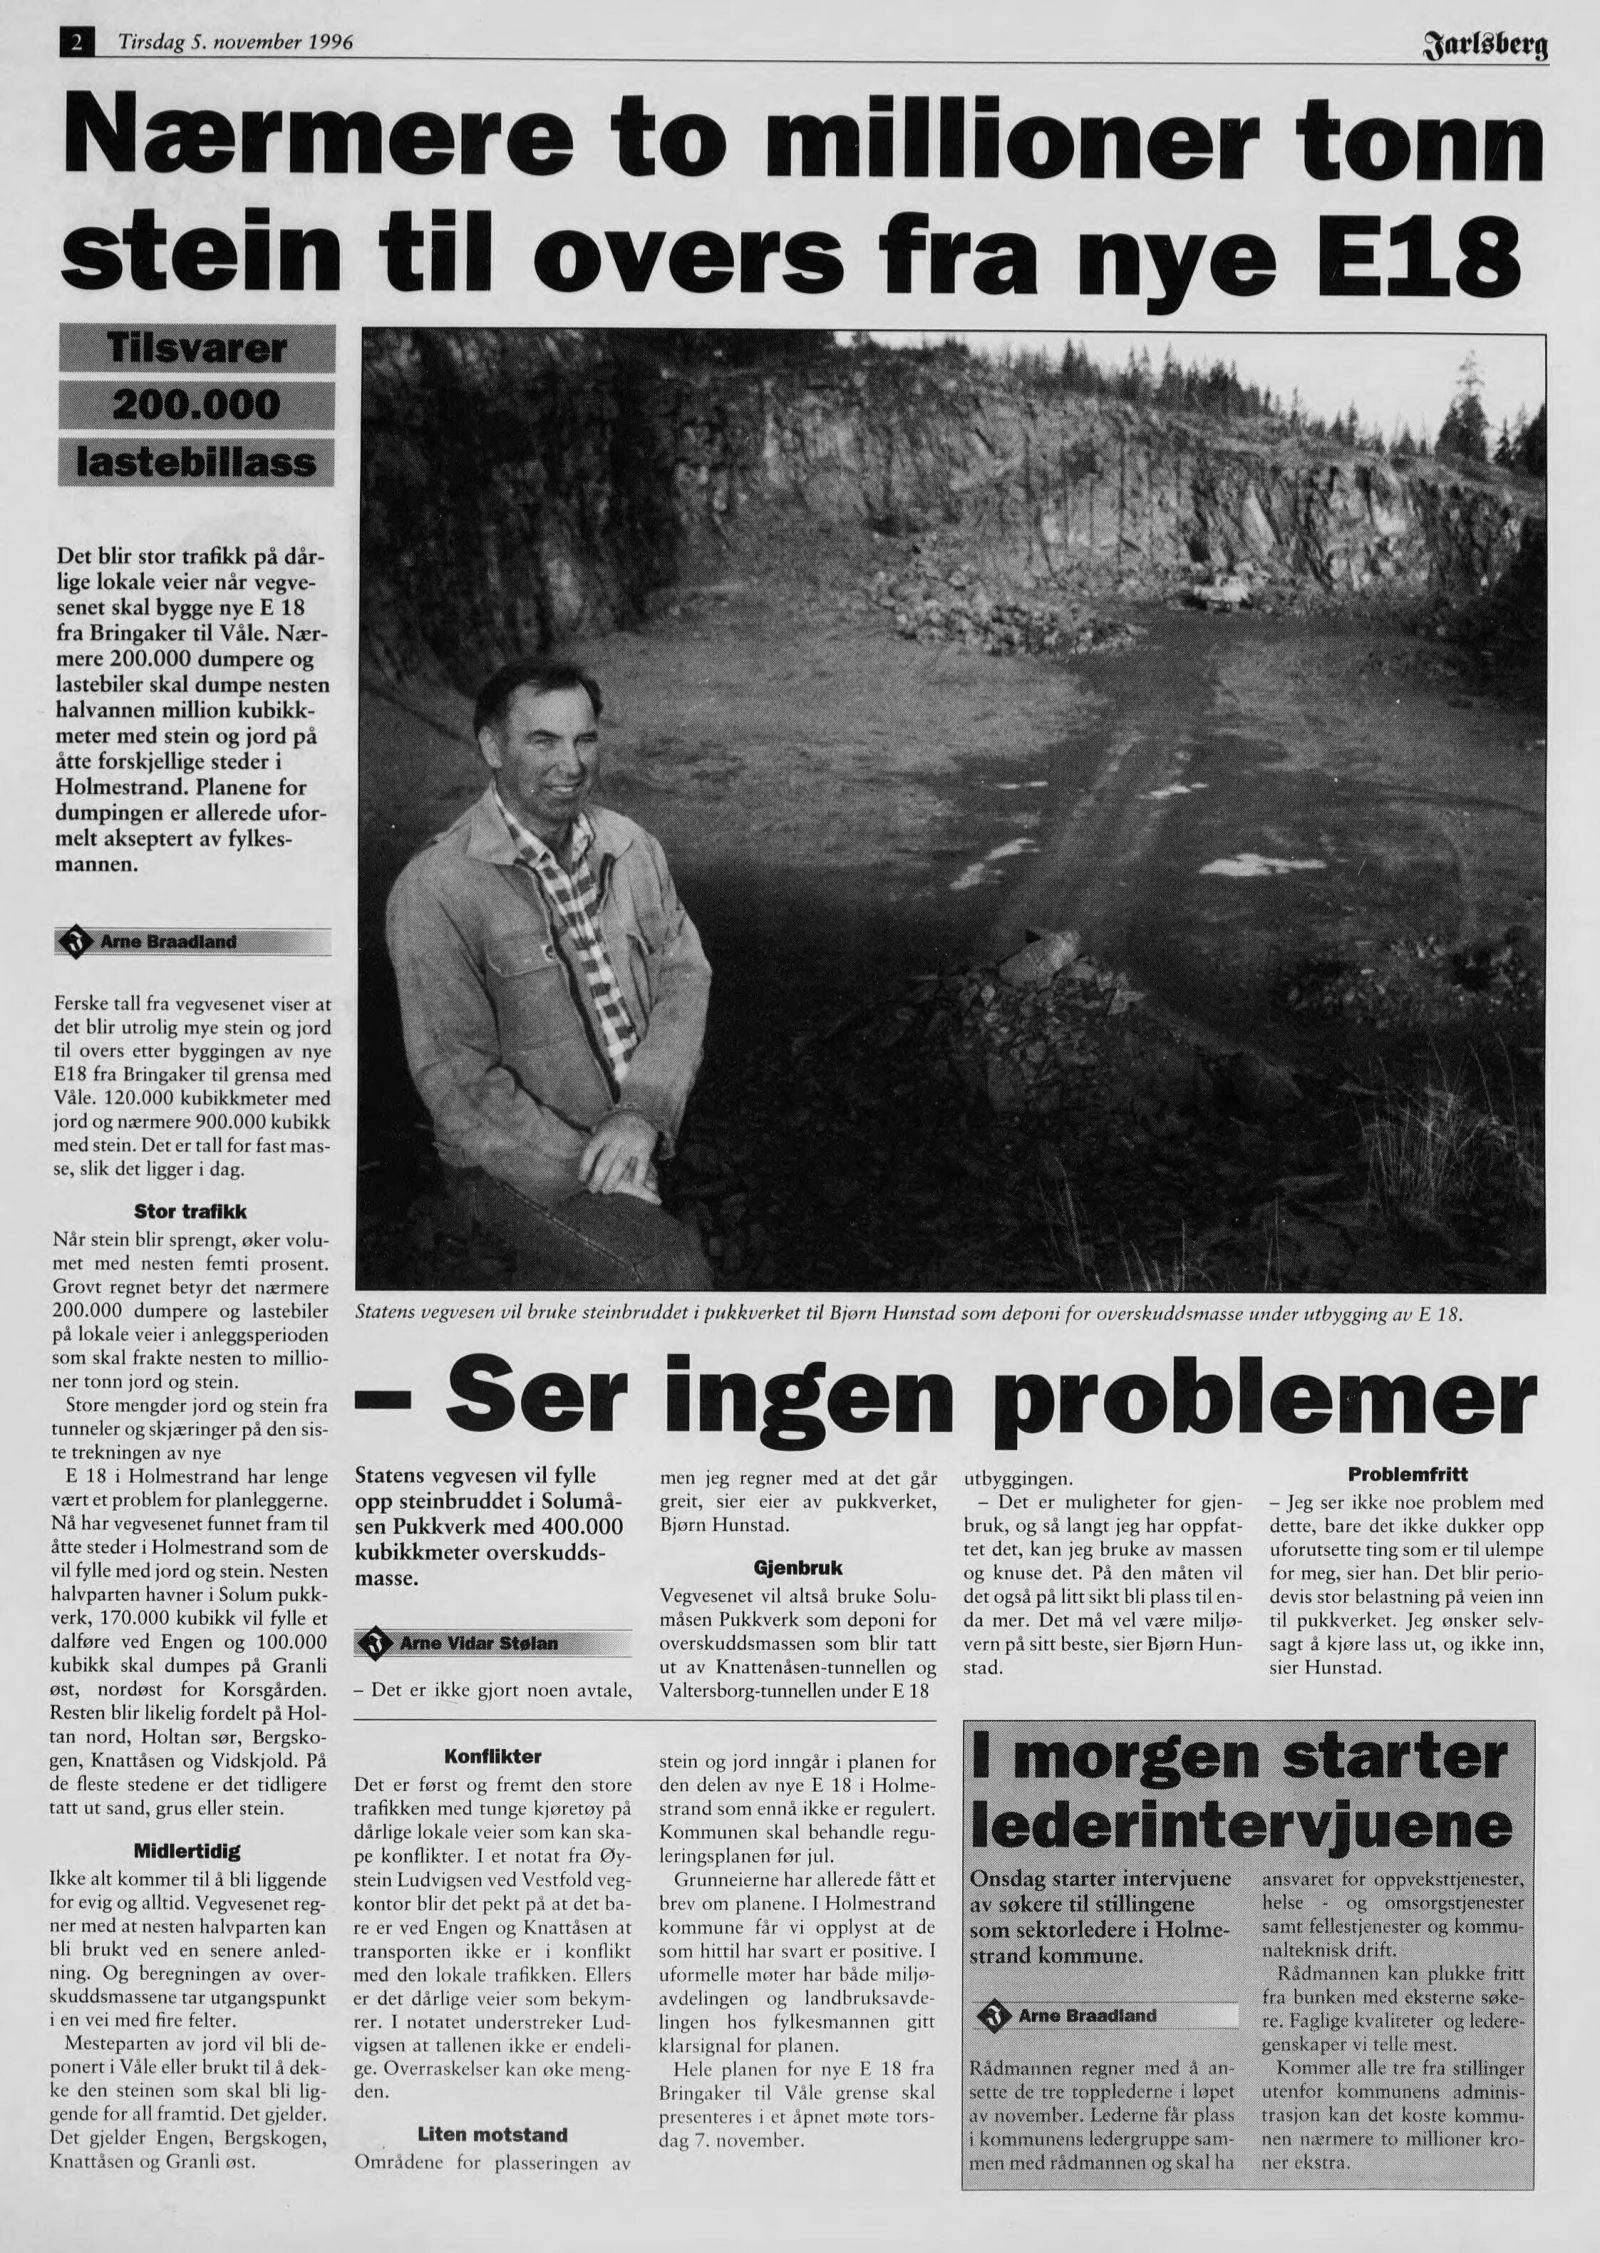 2 Tirsdag 5. november 1996
Jarlsberg
Nærmere to millioner tonn
stein til overs fra nye E18
Tilsvarer
200.000
lastebillass
Det blir stor trafikk på dår-
lige lokale veier når vegve-
senet skal bygge nye E 18
fra Bringaker til Våle. Nær-
mere 200.000 dumpere og
lastebiler skal dumpe nesten
halvannen million kubikk-
meter med stein og jord på
åtte forskjellige steder i
Holmestrand. Planene for
dumpingen er allerede ufor-
melt akseptert av fylkes-
mannen.
Arne Braadland
Ferske tall fra vegvesenet viser at
det blir utrolig mye stein og jord
til overs etter byggingen av nye
E18 fra Bringaker til grensa med
Våle. 120.000 kubikkmeter med
jord og nærmere 900.000 kubikk
med stein. Det er tall for fast mas-
se, slik det ligger i dag.
Stor trafikk
Når stein blir sprengt, øker volu-
met med nesten femti prosent.
Grovt regnet betyr det nærmere
200.000 dumpere og lastebiler
på lokale veier i anleggsperioden
som skal frakte nesten to millio-
ner tonn jord og stein.
Store mengder jord og stein fra
tunneler og skjæringer på den sis-
te trekningen av nye
E 18 i Holmestrand har lenge
vært et problem for planleggerne.
Nå har vegvesenet funnet fram til
åtte steder i Holmestrand som de
vil fylle med jord og stein. Nesten
halvparten havner i Solum pukk-
verk, 170.000 kubikk vil fylle et
dalføre ved Engen og 100.000
kubikk skal dumpes på Granli
øst, nordøst for Korsgården.
Resten blir likelig fordelt på Hol-
tan nord, Holtan sør, Bergsko-
gen, Knattåsen og Vidskjold. På
de fleste stedene er det tidligere
tatt ut sand, grus eller stein.
Midlertidig
Ikke alt kommer til å bli liggende
for evig og alltid. Vegvesenet reg-
ner med at nesten halvparten kan
bli brukt ved en senere anled-
ning. Og beregningen av over-
skuddsmassene tar utgangspunkt
i en vei med fire felter.
Mesteparten av jord vil bli de-
ponert i Våle eller brukt til å dek-
ke den steinen som skal bli lig-
gende for all framtid. Det gjelder.
Det gjelder Engen, Bergskogen,
Knattåsen og Granli øst.
Statens vegvesen vil bruke steinbruddet i pukkverket til Bjørn Hunstad som deponi for overskuddsmasse under utbygging av E 18.
– Ser ingen problemer
Statens vegvesen vil fylle
opp steinbruddet i Solumå-
sen Pukkverk med 400.000
kubikkmeter overskudds-
masse.
Arne Vidar Stølan
– Det er ikke gjort noen avtale,
men jeg regner med at det går
greit, sier eier av pukkverket,
Bjørn Hunstad.
Gjenbruk
Vegvesenet vil altså bruke Solu-
måsen Pukkverk som deponi for
overskuddsmassen som blir tatt
ut av Knattenåsen-tunnellen og
Valtersborg-tunnellen under E 18
utbyggingen.
– Det er muligheter for gjen-
bruk, og så langt jeg har oppfat-
tet det, kan jeg bruke av massen
og knuse det. På den måten vil
det også på litt sikt bli plass til en-
da mer. Det må vel være miljø-
vern på sitt beste, sier Bjørn Hun-
stad.
Problemfritt
– Jeg ser ikke noe problem med
dette, bare det ikke dukker opp
uforutsette ting som er til ulempe
for meg, sier han. Det blir perio-
devis stor belastning på veien inn
til pukkverket. Jeg ønsker selv-
sagt å kjøre lass ut, og ikke inn,
sier Hunstad.
Konflikter
Det er først og fremt den store
trafikken med tunge kjøretøy på
dårlige lokale veier som kan ska-
pe konflikter. I et notat fra Øy-
stein Ludvigsen ved Vestfold veg-
kontor blir det pekt på at det ba-
re er ved Engen og Knattåsen at
transporten ikke er i konflikt
med den lokale trafikken. Ellers
er det dårlige veier som bekym-
rer. I notatet understreker Lud-
vigsen at tallenen ikke er endeli-
ge. Overraskelser kan øke meng-
den.
Liten motstand
Områdene for plasseringen av
stein og jord inngår i planen for
den delen av nye E 18 i Holme-
strand som ennå ikke er regulert.
Kommunen skal behandle regu-
leringsplanen før jul.
Grunneierne har allerede fått et
brev om planene. I Holmestrand
kommune får vi opplyst at de
som hittil har svart er positive. I
uformelle møter har både miljø-
avdelingen og landbruksavde-
lingen hos fylkesmannen gitt
klarsignal for planen.
Hele planen for nye E 18 fra
Bringaker til Våle grense skal
presenteres i et åpnet møte tors-
dag 7. november.
I morgen starter
lederintervjuene
Onsdag starter intervjuene
av søkere til stillingene
som sektorledere i Holme-
strand kommune.
Arne Braadland
Rådmannen regner med å an-
sette de tre topplederne i løpet
av november. Lederne får plass
i kommunens ledergruppe sam-
men med rådmannen og skal ha
ansvaret for oppveksttjenester,
helse - og omsorgstjenester
samt fellestjenester og kommu-
nalteknisk drift.
Rådmannen kan plukke fritt
fra bunken med eksterne søke-
re. Faglige kvaliteter og ledere-
genskaper vi telle mest.
Kommer alle tre fra stillinger
utenfor kommunens adminis-
trasjon kan det koste kommu-
nen nærmere to millioner kro-
ner ekstra.